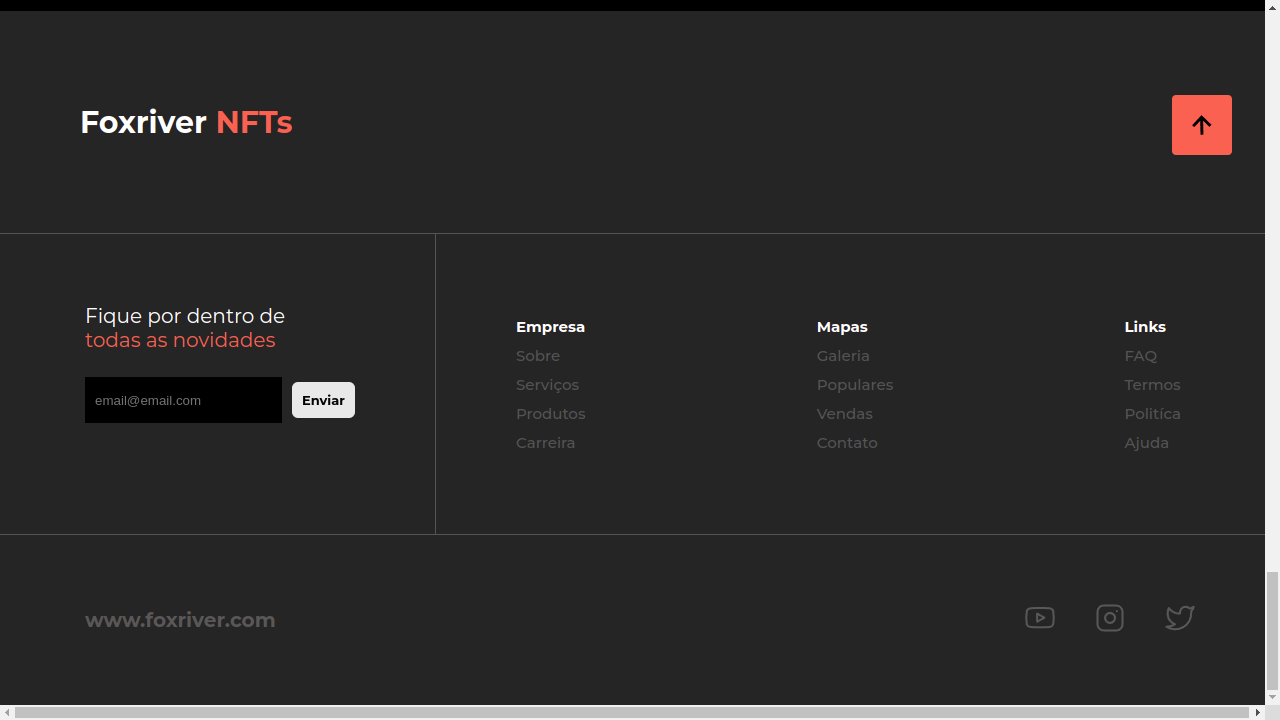 Foxriver NFTs
Fique por dentro de
todas as novidades
email@email.com
Enviar
Empresa
Sobre
Serviços
Produtos
Carreira
Mapas
Galeria
Populares
Vendas
Contato
Links
FAQ
Termos
Politíca
Ajuda
www.foxriver.com